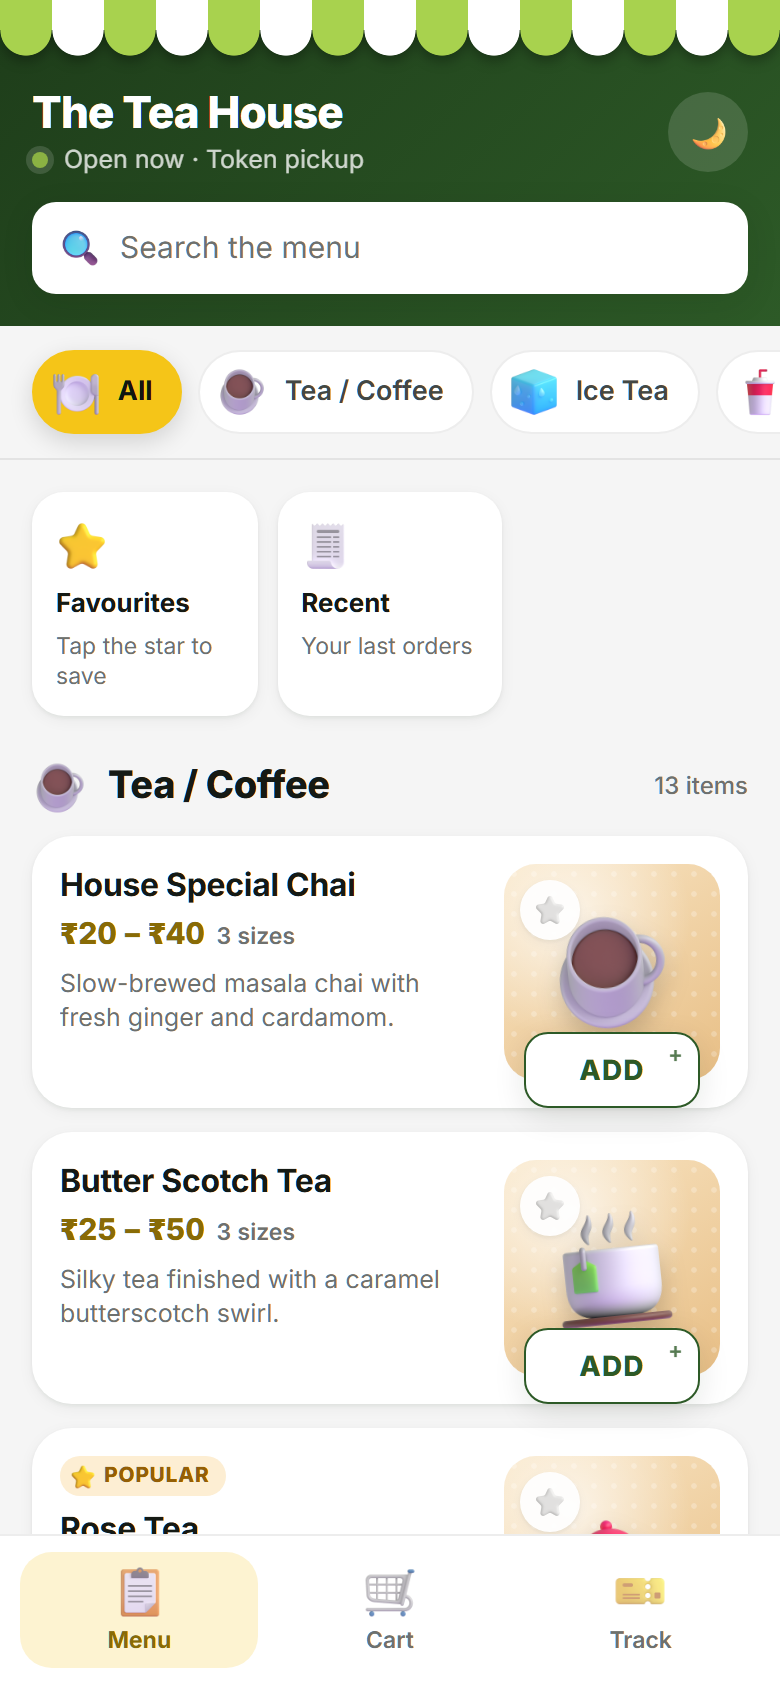 The Tea House
Open now · Token pickup
Search the menu
All
Tea / Coffee
Ice Tea
Favourites
Tap the star to
save
Recent
Your last orders
Tea / Coffee
13 items
House Special Chai
₹20 – ₹40 3 sizes
Slow-brewed masala chai with
fresh ginger and cardamom.
ADD +
Butter Scotch Tea
₹25 – ₹50 3 sizes
Silky tea finished with a caramel
butterscotch swirl.
ADD +
POPULAR
Rose Tea
Menu
Cart
Track